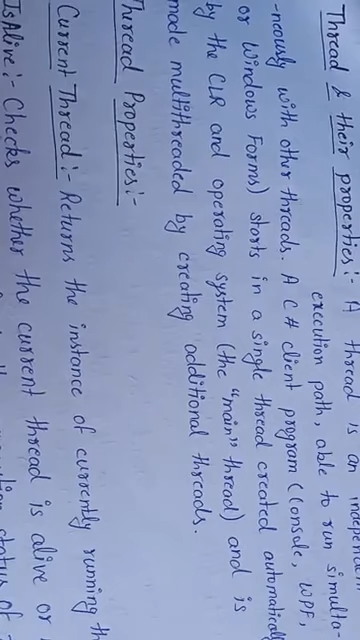 Thread & their properties:- A thread is an
execution path, able to run simulta-
-neously with other threads. A C# client program (Console, WPF,
or Windows Forms) starts in a single thread created
by the CLR and operating system (the "main" thread) and is
made multithreaded by creating additional threads.
Thread Properties:-
Current Thread:- Returns the instance of currently running
IsAlive:- Checks whether the current thread is alive or
status of